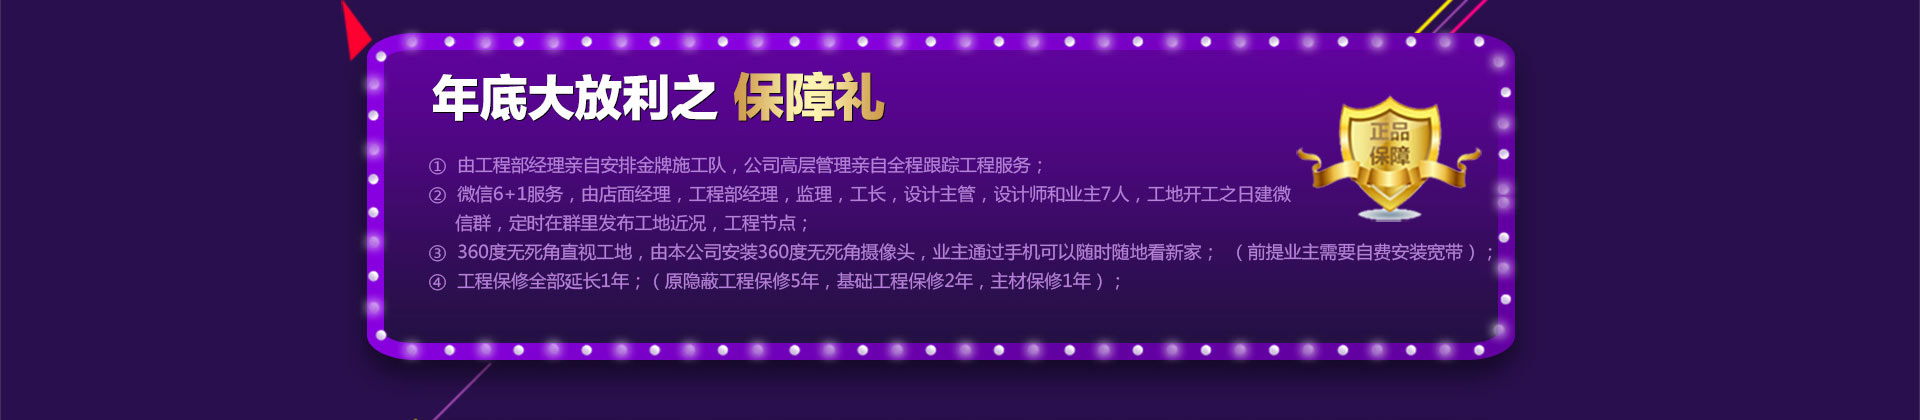 年底大放利之 保障礼
① 由工程部经理亲自安排金牌施工队，公司高层管理亲自全程跟踪工程服务；
② 微信6+1服务，由店面经理，工程部经理，监理，工长，设计主管，设计师和业主7人，工地开工之日建微
信群，定时在群里发布工地近况，工程节点；
③ 360度无死角直视工地，由本公司安装360度无死角摄像头，业主通过手机可以随时随地看新家； （前提业主需要自费安装宽带）；
④ 工程保修全部延长1年；（原隐蔽工程保修5年，基础工程保修2年，主材保修1年）；
正品
保障